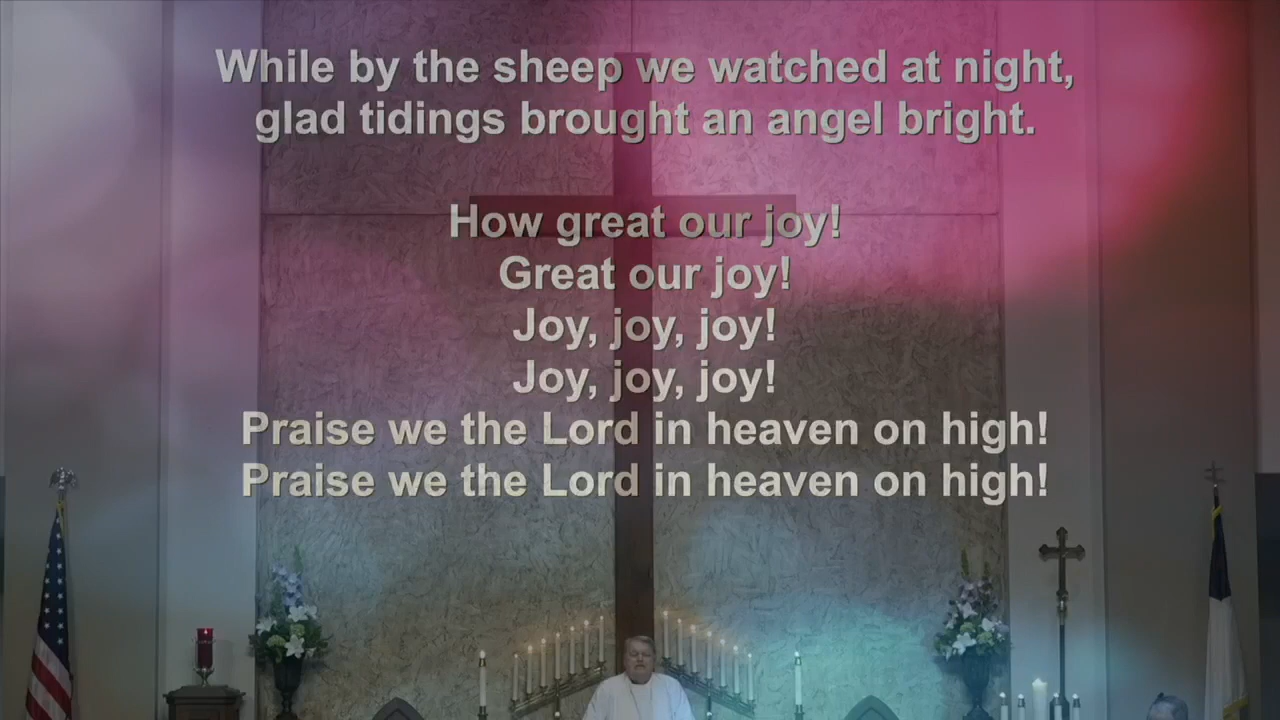 While by the sheep we watched at night,
glad tidings brought an angel bright.
How great our joy!
Great our joy!
Joy, joy, joy!
Joy, joy, joy!
Praise we the Lord in heaven on high!
Praise we the Lord in heaven on high!